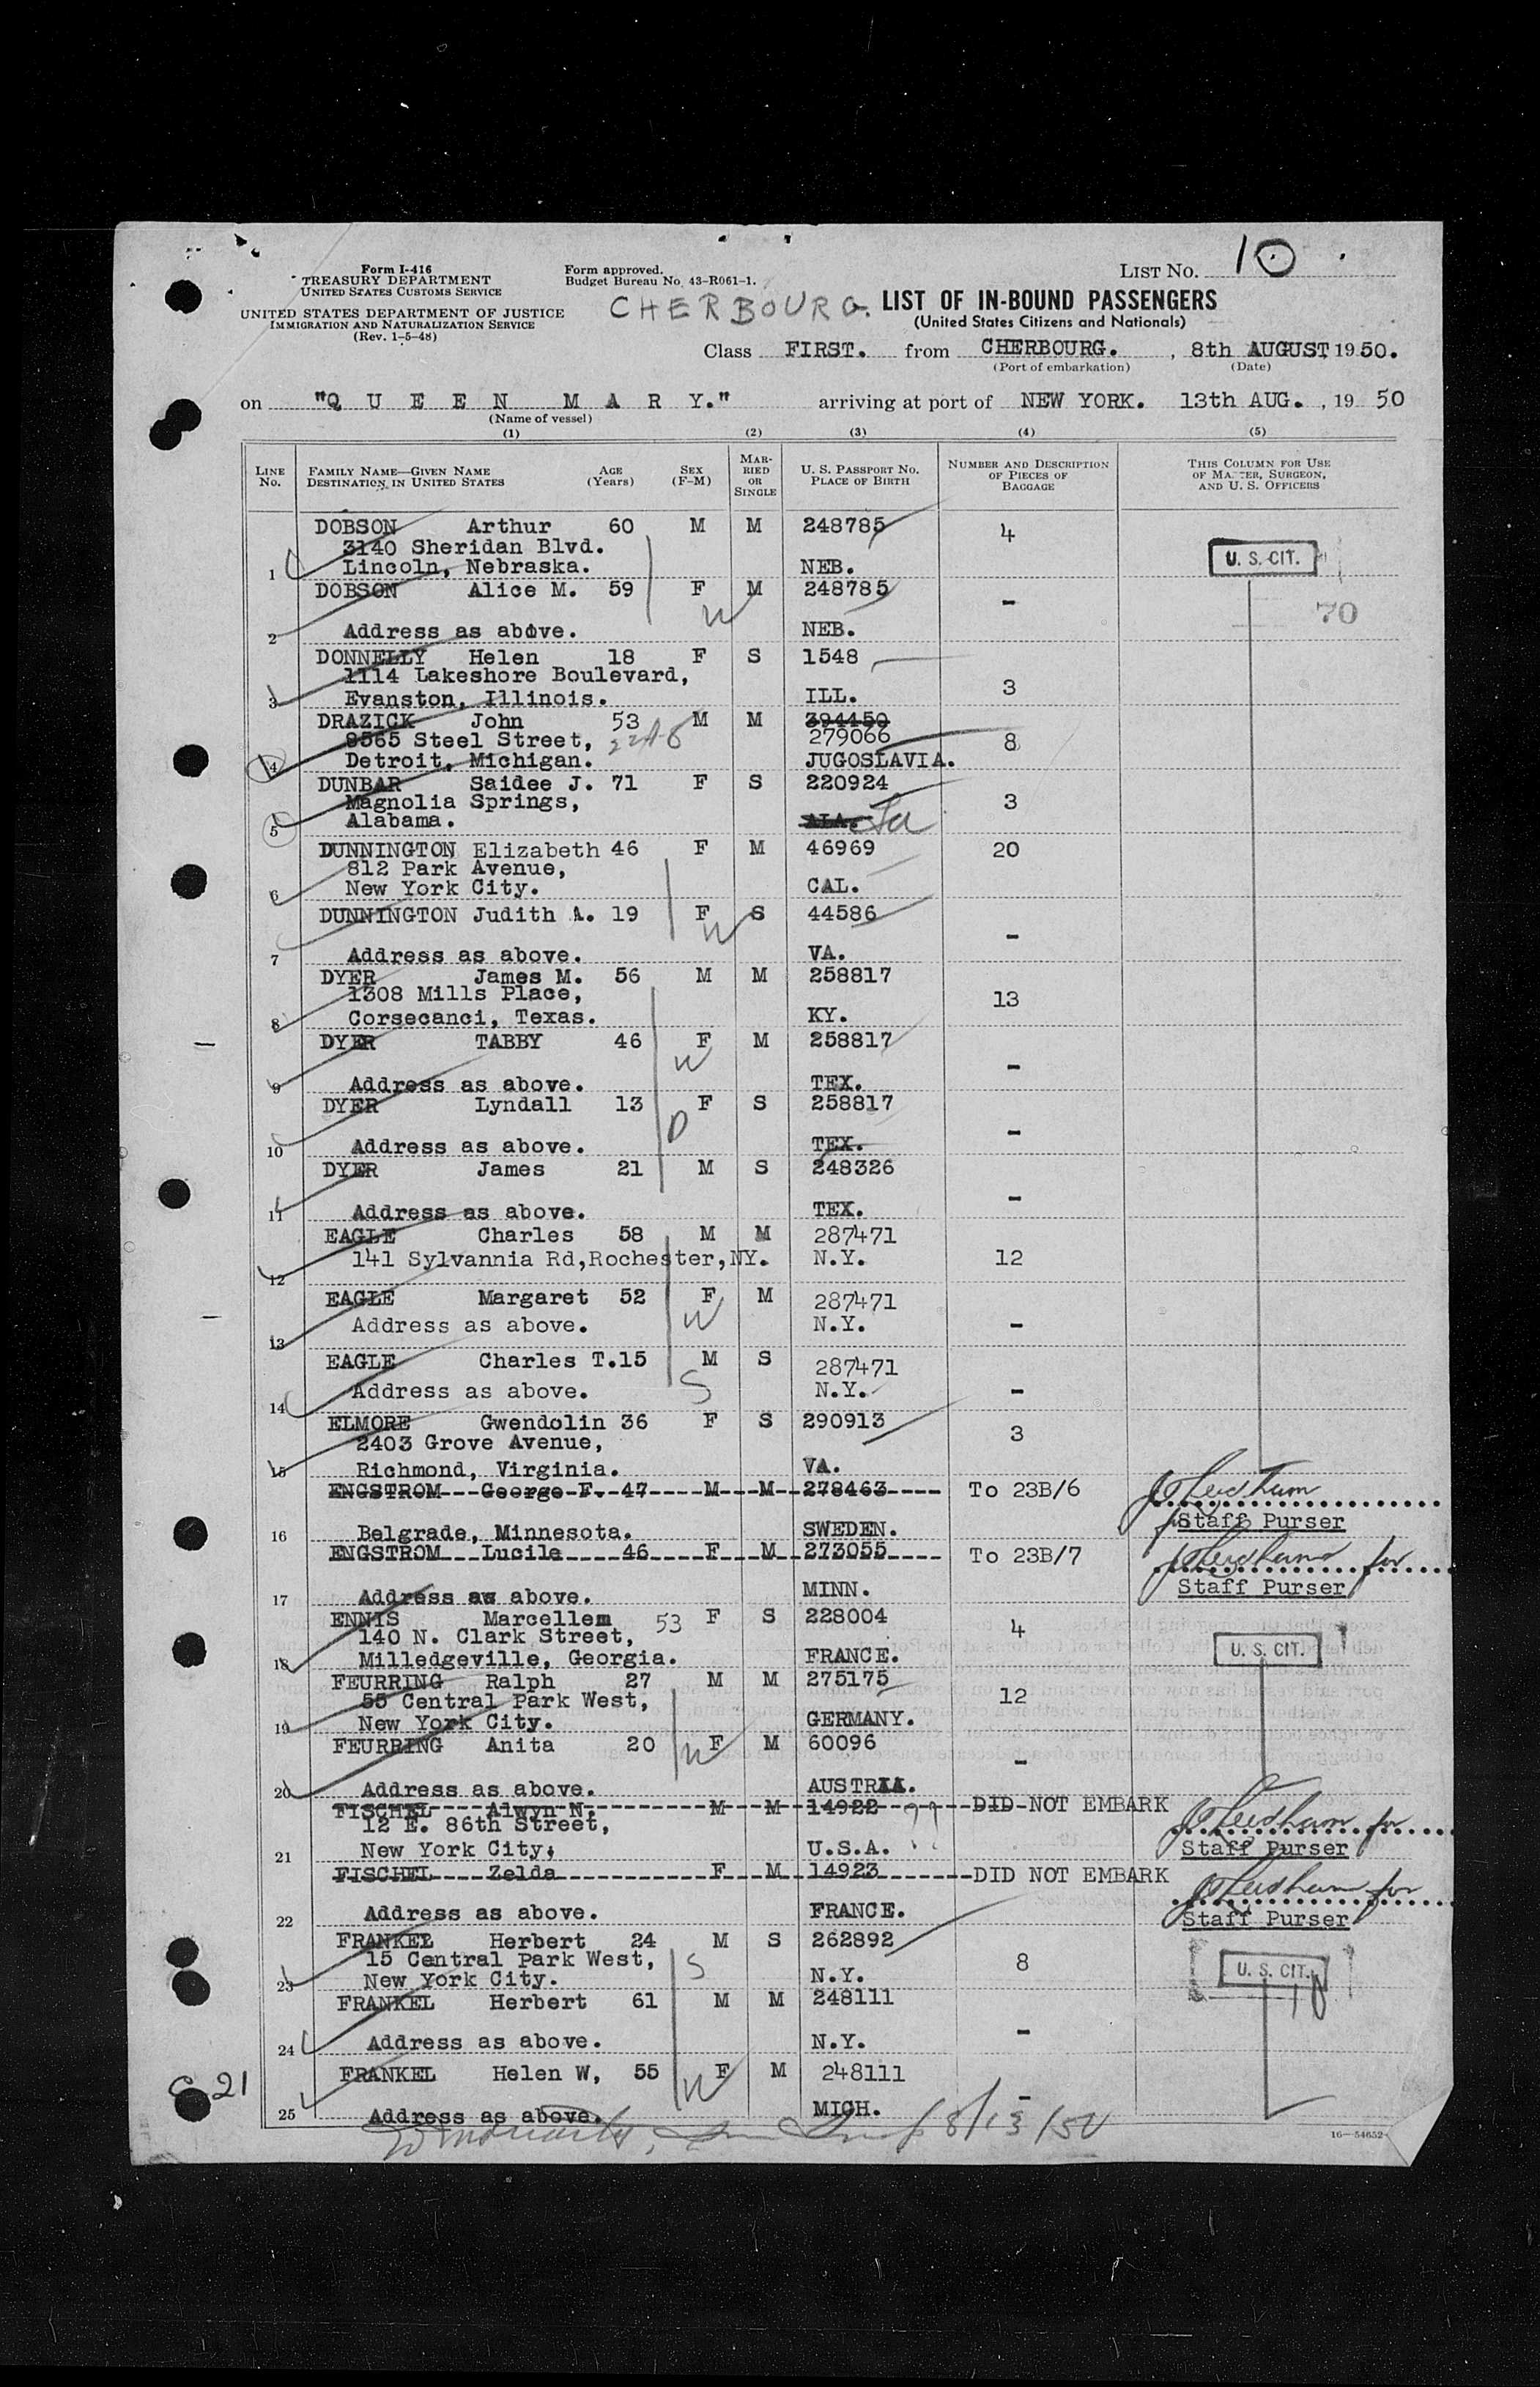 LIST No. 10
Form I-416
TREASURY DEPARTMENT
UNITED STATES CUSTOMS SERVICE
UNITED STATES DEPARTMENT OF JUSTICE
IMMIGRATION AND NATURALIZATION SERVICE
(Rev. 1-5-48)
Form approved.
Budget Bureau No. 43-R061-1.
CHERBOURG.
LIST OF IN-BOUND PASSENGERS
(United States Citizens and Nationals)
Class FIRST. from CHERBOURG. , 8th AUGUST, 1950.
(Port of embarkation) (Date)
on "QUEEN MARY." arriving at port of NEW YORK. 13th AUG. , 19 50
(Name of vessel)
(1) (2) (3) (4) (5)
LINE No. FAMILY NAME—GIVEN NAME DESTINATION IN UNITED STATES AGE (Years) SEX (F-M) MARRIED OR SINGLE U. S. PASSPORT No. PLACE OF BIRTH NUMBER AND DESCRIPTION OF PIECES OF BAGGAGE THIS COLUMN FOR USE OF MASTER, SURGEON, AND U. S. OFFICERS
DOBSON Arthur 60 M M 248785 4
3140 Sheridan Blvd. U. S. CIT.
1 Lincoln, Nebraska. NEB.
DOBSON Alice M. 59 F M 248785 -
W 70
2 Address as above. NEB.
DONNELLY Helen 18 F S 1548
1114 Lakeshore Boulevard, 3
3 Evanston, Illinois. ILL.
DRAZICK John 53 M M 394450
8565 Steel Street, 279066 8
4 Detroit, Michigan. JUGOSLAVIA.
DUNBAR Saidee J. 71 F S 220924
Magnolia Springs, 3
5 Alabama. ALA. La
DUNNINGTON Elizabeth 46 F M 46969 20
812 Park Avenue,
6 New York City. CAL.
DUNNINGTON Judith A. 19 F S 44586
W -
7 Address as above. VA.
DYER James M. 56 M M 258817
1308 Mills Place, 13
8 Corsecanci, Texas. KY.
DYER TABBY 46 F M 258817
W -
9 Address as above. TEX.
DYER Lyndall 13 F S 258817
D -
10 Address as above. TEX.
DYER James 21 M S 248326
-
11 Address as above. TEX.
EAGLE Charles 58 M M 287471
12 141 Sylvannia Rd,Rochester,NY. N.Y. 12
EAGLE Margaret 52 F M 287471
13 Address as above. W N.Y. -
EAGLE Charles T. 15 M S 287471
14 Address as above. S N.Y. -
ELMORE Gwendolin 36 F S 290913
2403 Grove Avenue, 3
15 Richmond, Virginia. VA.
ENGSTROM George F. 47 M M 278463 To 23B/6
Staff Purser
16 Belgrade, Minnesota. SWEDEN.
ENGSTROM Lucile 46 F M 273055 To 23B/7 for
17 Address aw above. MINN. Staff Purser
ENNIS Marcellem 53 F S 228004
140 N. Clark Street, 4 U. S. CIT.
18 Milledgeville, Georgia. FRANCE.
FEURRING Ralph 27 M M 275175
55 Central Park West, 12
19 New York City. GERMANY.
FEURRING Anita 20 F M 60096
W -
20 Address as above. AUSTRIA.
FISCHEL Alwyn N. M M 14922 DID NOT EMBARK
12 E. 86th Street, for
21 New York City. U.S.A. Staff Purser
FISCHEL Zelda F M 14923 DID NOT EMBARK
for
22 Address as above. FRANCE. Staff Purser
FRANKEL Herbert 24 M S 262892
15 Central Park West, S 8 U. S. CIT.
23 New York City. N.Y.
FRANKEL Herbert 61 M M 248111
24 Address as above. N.Y. -
FRANKEL Helen W, 55 F M 248111
W -
25 Address as above. MICH.
21
8/13/50
16—54652